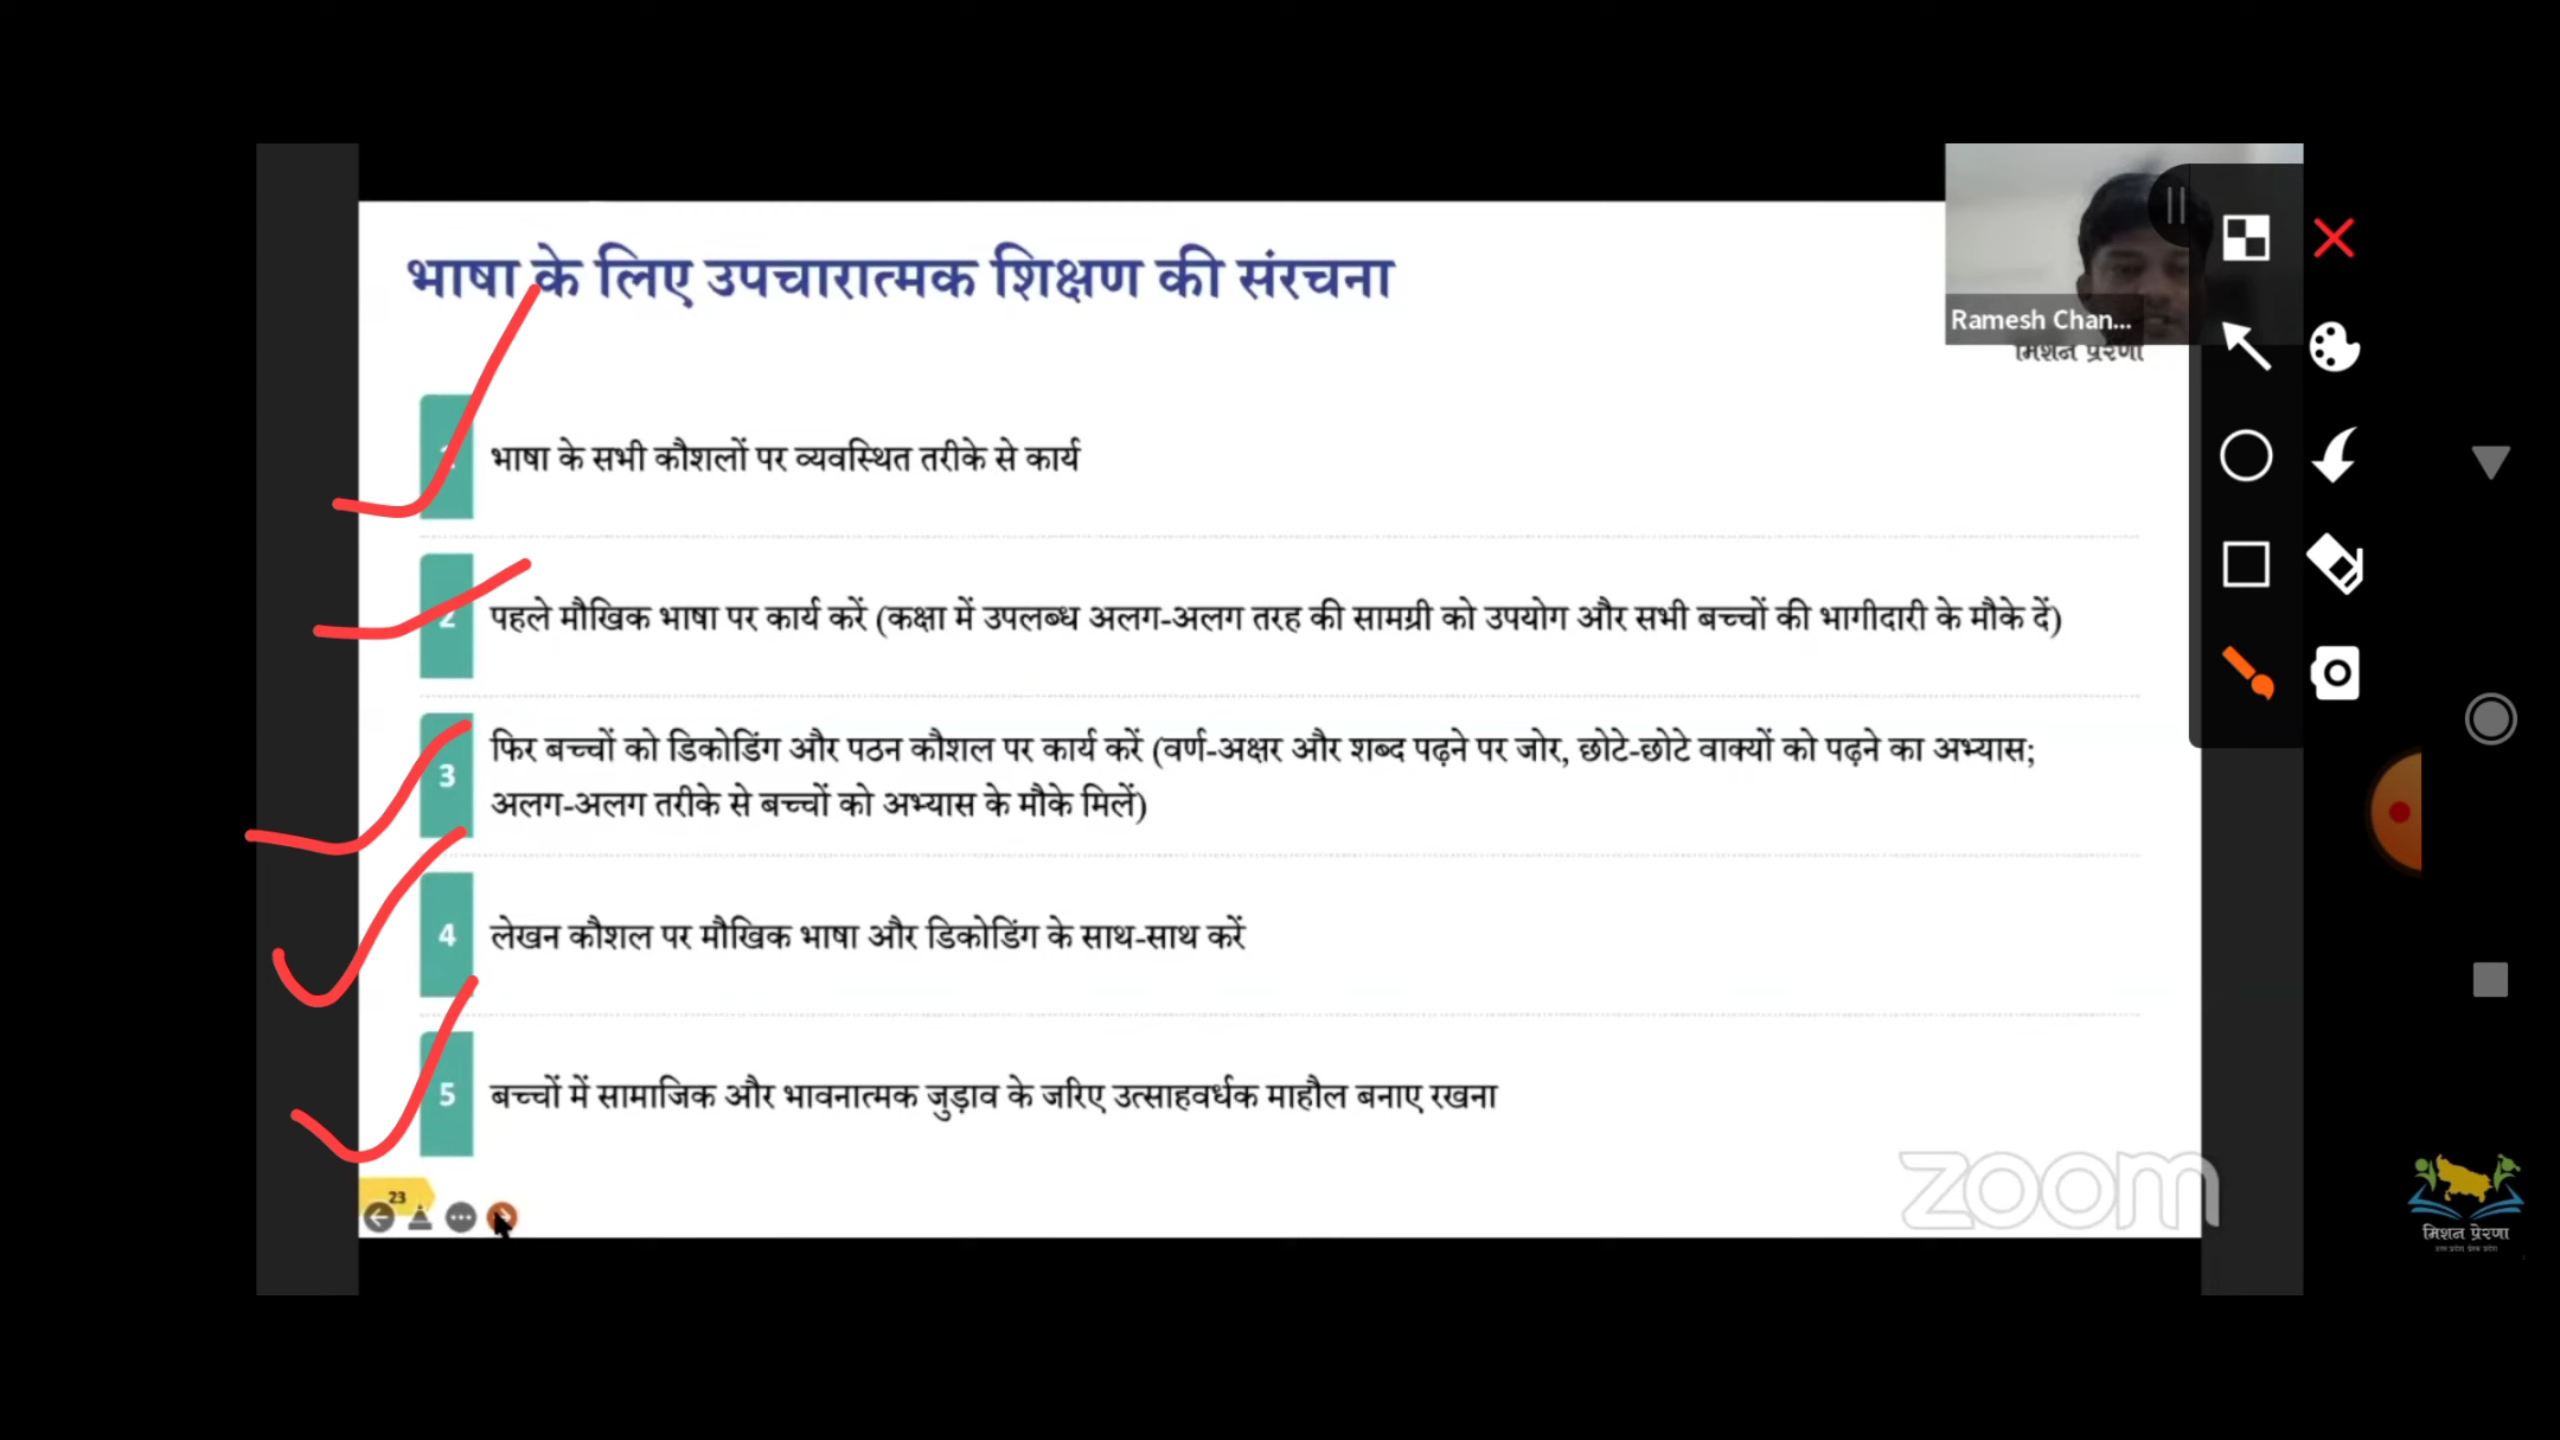 भाषा के लिए उपचारात्मक शिक्षण की संरचना
Ramesh Chan...
मिशन प्रेरणा
भाषा के सभी कौशलों पर व्यवस्थित तरीके से कार्य
2 पहले मौखिक भाषा पर कार्य करें (कक्षा में उपलब्ध अलग-अलग तरह की सामग्री को उपयोग और सभी बच्चों की भागीदारी के मौके दें)
3 फिर बच्चों को डिकोडिंग और पठन कौशल पर कार्य करें (वर्ण-अक्षर और शब्द पढ़ने पर जोर, छोटे-छोटे वाक्यों को पढ़ने का अभ्यास;
अलग-अलग तरीके से बच्चों को अभ्यास के मौके मिलें)
4 लेखन कौशल पर मौखिक भाषा और डिकोडिंग के साथ-साथ करें
5 बच्चों में सामाजिक और भावनात्मक जुड़ाव के जरिए उत्साहवर्धक माहौल बनाए रखना
23
zoom
मिशन प्रेरणा